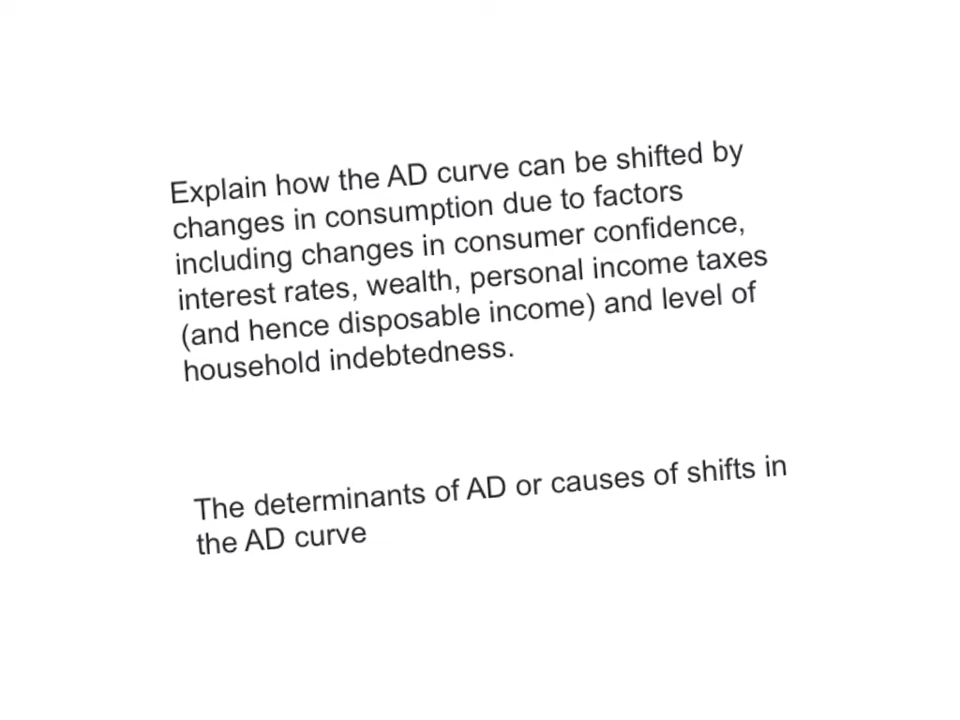 Explain how the AD curve can be shifted by
changes in consumption due to factors
including changes in consumer confidence,
interest rates, wealth, personal income taxes
(and hence disposable income) and level of
household indebtedness.
The determinants of AD or causes of shifts in
the AD curve